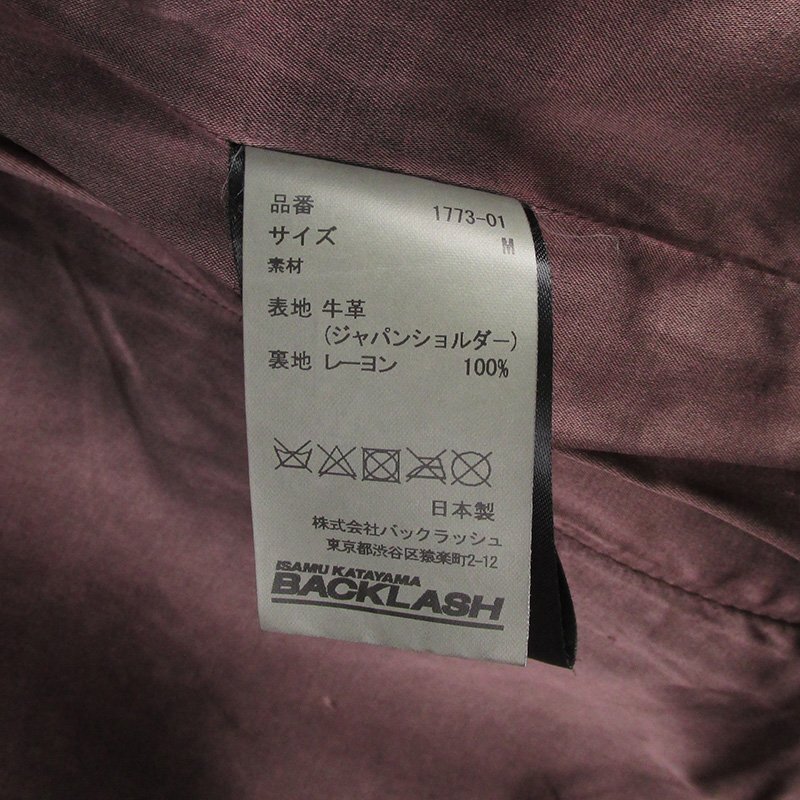 品番 1773-01
サイズ M
素材
表地 牛革
(ジャパンショルダー)
裏地 レーヨン 100%
日本製
株式会社バックラッシュ
東京都渋谷区猿楽町2-12
ISAMU KATAYAMA
BACKLASH